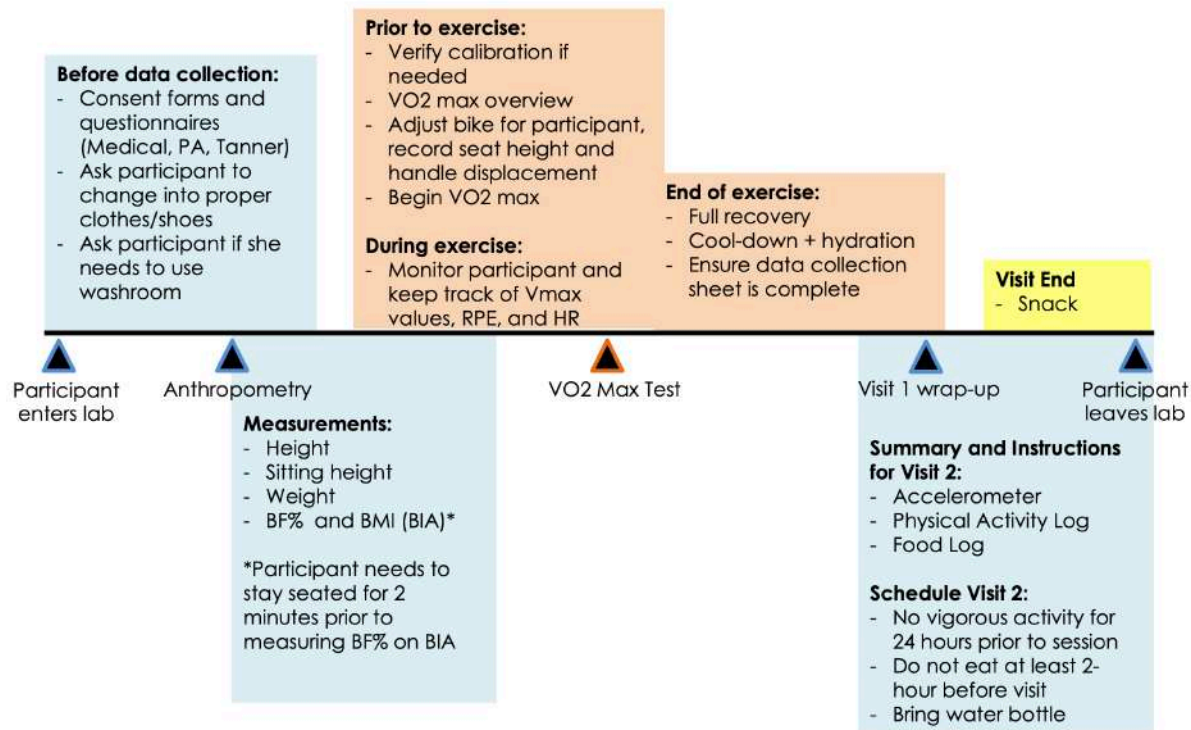 Before data collection:
- Consent forms and
questionnaires
(Medical, PA, Tanner)
- Ask participant to
change into proper
clothes/shoes
- Ask participant if she
needs to use
washroom
Prior to exercise:
- Verify calibration if
needed
- VO2 max overview
- Adjust bike for participant,
record seat height and
handle displacement
- Begin VO2 max
During exercise:
- Monitor participant and
keep track of Vmax
values, RPE, and HR
End of exercise:
- Full recovery
- Cool-down + hydration
- Ensure data collection
sheet is complete
Visit End
- Snack
Participant
enters lab
Anthropometry
VO2 Max Test
Visit 1 wrap-up
Participant
leaves lab
Measurements:
- Height
- Sitting height
- Weight
- BF% and BMI (BIA)*
*Participant needs to
stay seated for 2
minutes prior to
measuring BF% on BIA
Summary and Instructions
for Visit 2:
- Accelerometer
- Physical Activity Log
- Food Log
Schedule Visit 2:
- No vigorous activity for
24 hours prior to session
- Do not eat at least 2-
hour before visit
- Bring water bottle